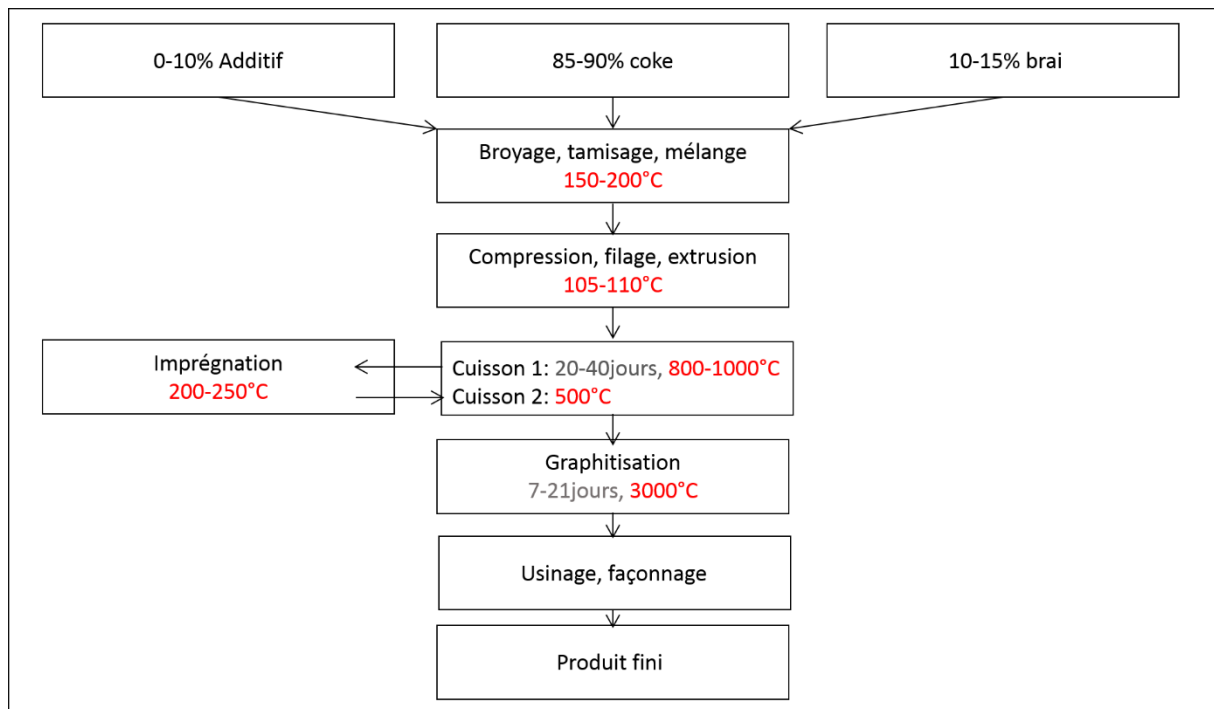 0-10% Additif
85-90% coke
10-15% brai
Broyage, tamisage, mélange
150-200°C
Compression, filage, extrusion
105-110°C
Imprégnation
200-250°C
Cuisson 1: 20-40jours, 800-1000°C
Cuisson 2: 500°C
Graphitisation
7-21jours, 3000°C
Usinage, façonnage
Produit fini